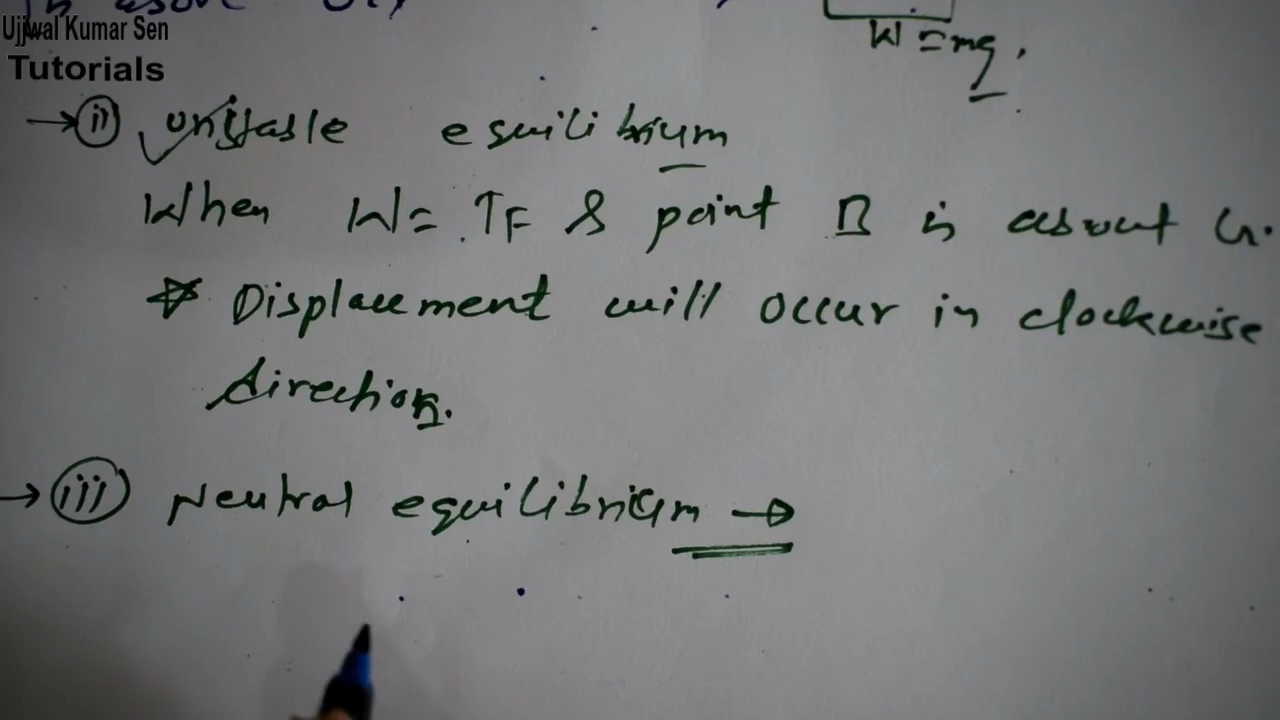 above
W = mg.
Ujjwal Kumar Sen
Tutorials
→ ii) unstable equilibrium
When W = ↑F & point B is about G.
* Displacement will occur in clockwise
direction.
→ iii) Neutral equilibrium →